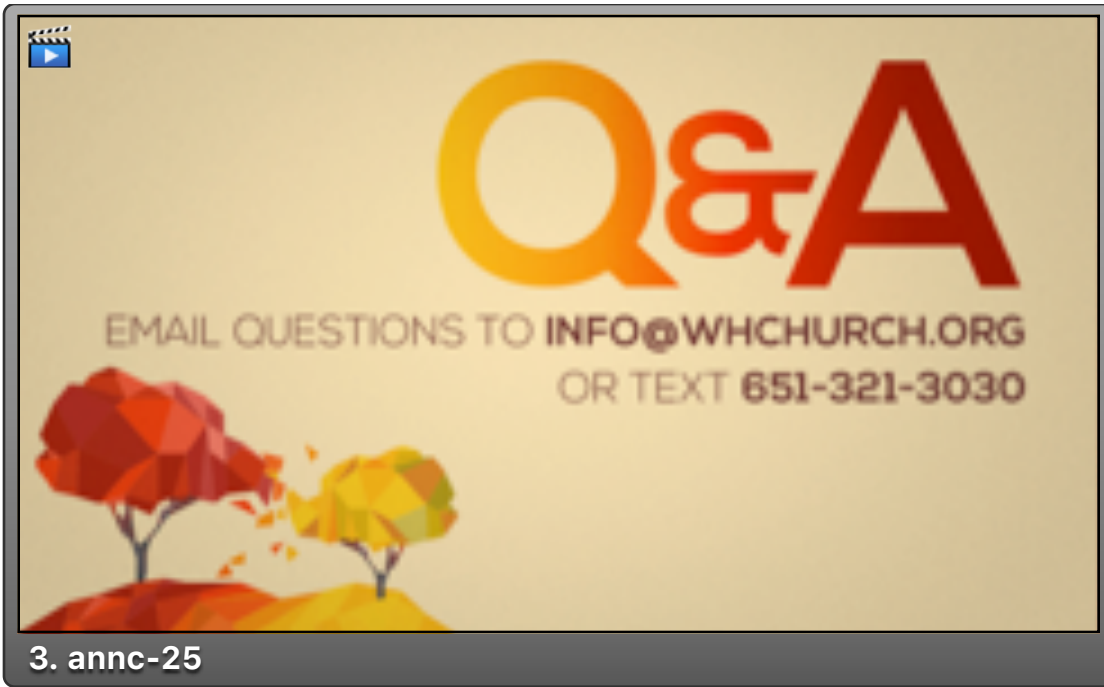 Q&A
EMAIL QUESTIONS TO INFO@WHCHURCH.ORG
OR TEXT 651-321-3030
3. annc-25